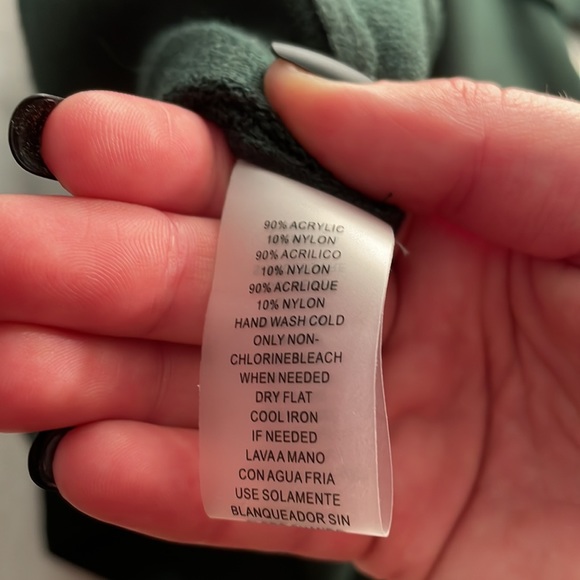 90% ACRYLIC
10% NYLON
90% ACRILICO
10% NYLON
90% ACRLIQUE
10% NYLON
HAND WASH COLD
ONLY NON-
CHLORINEBLEACH
WHEN NEEDED
DRY FLAT
COOL IRON
IF NEEDED
LAVA A MANO
CON AGUA FRIA
USE SOLAMENTE
BLANQUEADOR SIN